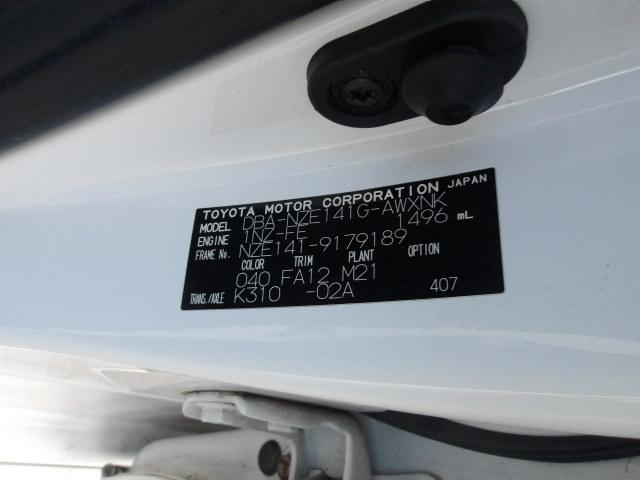 TOYOTA MOTOR CORPORATION JAPAN
MODEL DBA-NZE141G-AWXNK
ENGINE 1NZ-FE 1496 mL
FRAME No. NZE141-9179189
COLOR TRIM PLANT OPTION
040 FA12 M21
TRANS./AXLE K310 -02A 407